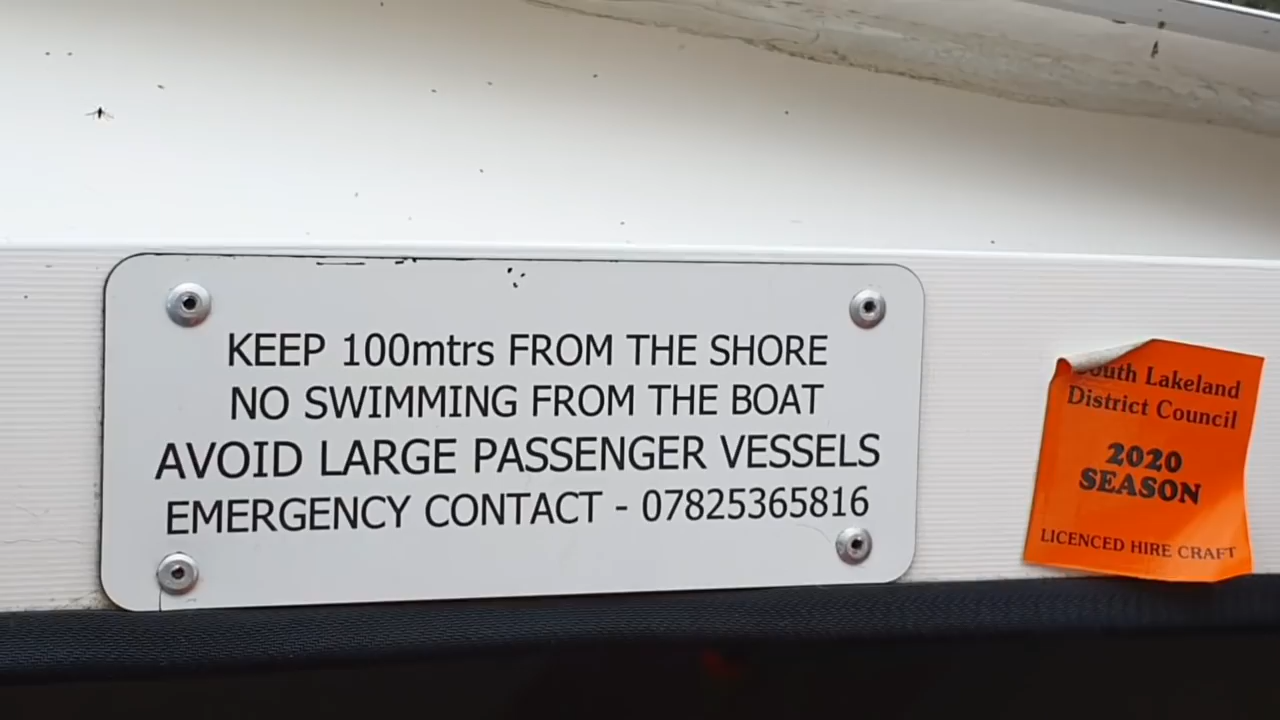 KEEP 100mtrs FROM THE SHORE
NO SWIMMING FROM THE BOAT
AVOID LARGE PASSENGER VESSELS
EMERGENCY CONTACT - 07825365816
South Lakeland
District Council
2020
SEASON
LICENCED HIRE CRAFT